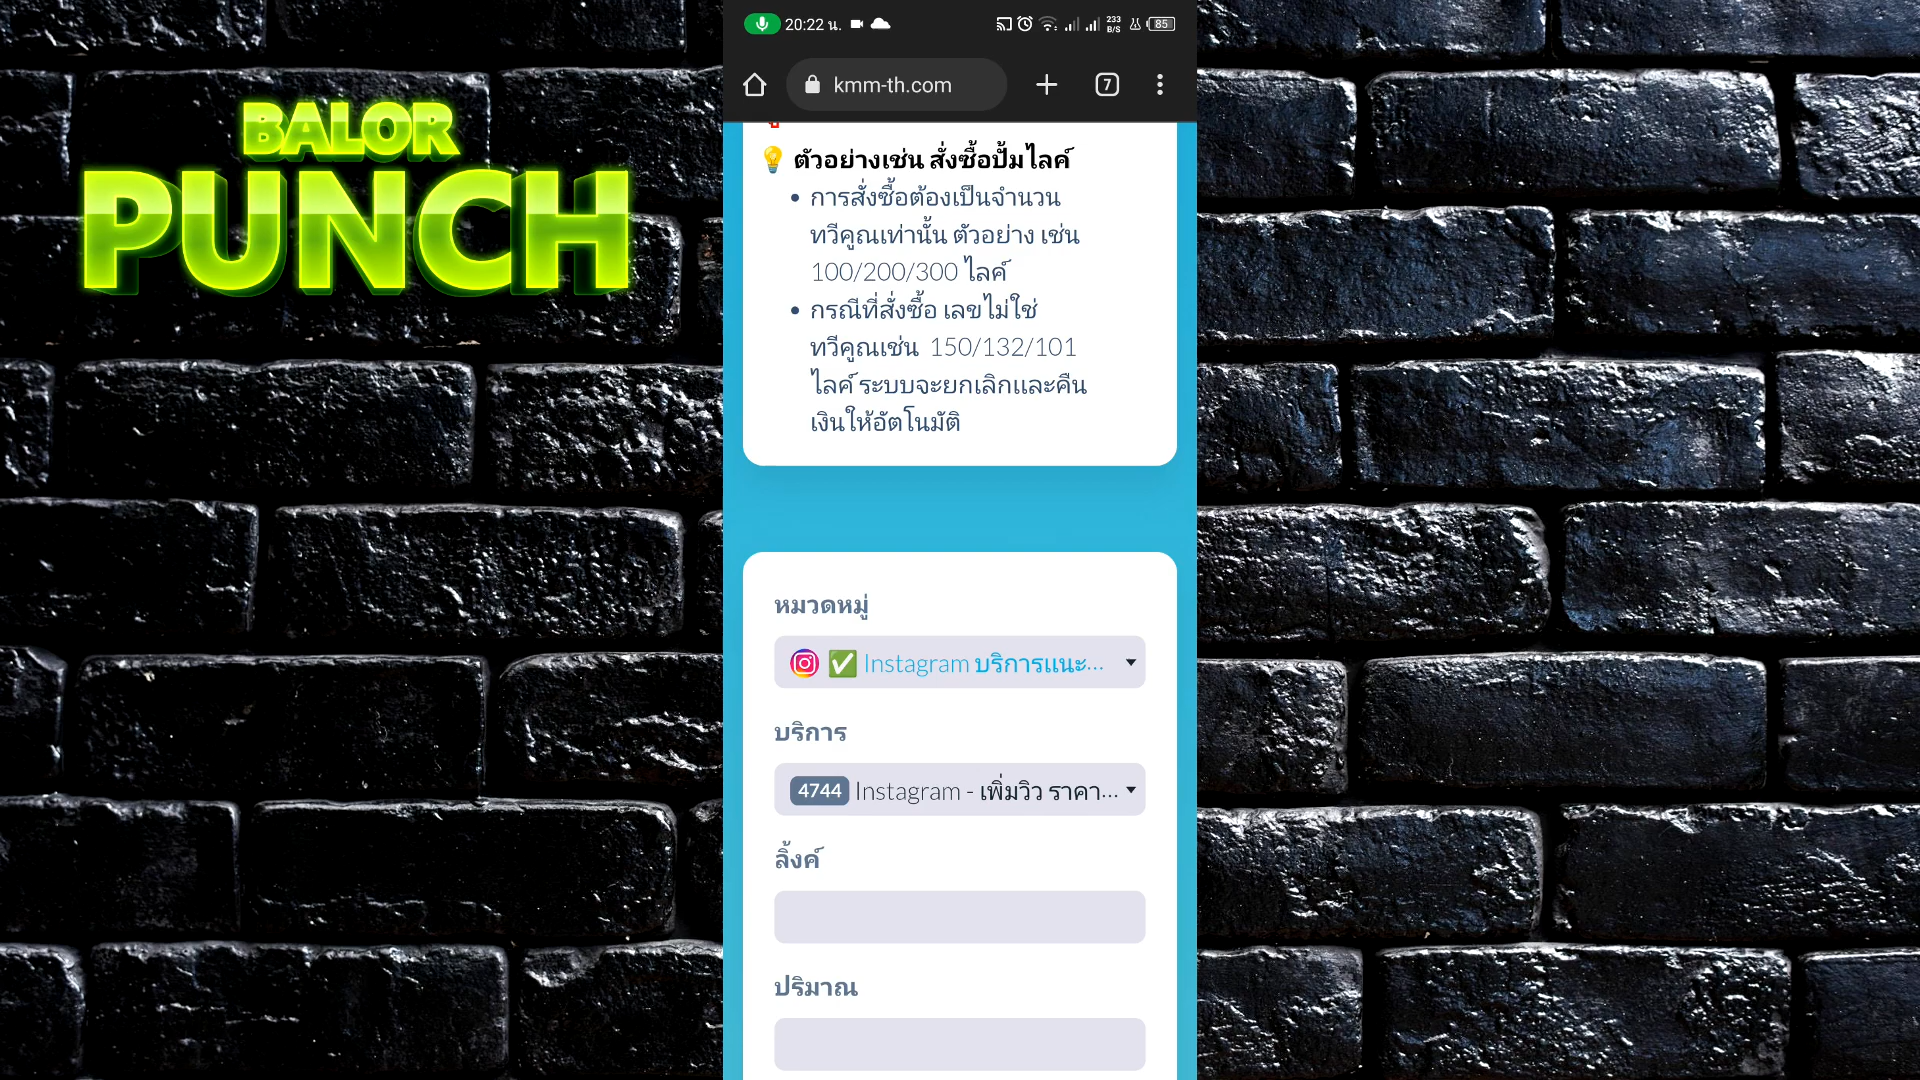 BALOR
PUNCH
20:22 น.
233
B/S
85
kmm-th.com
7
ตัวอย่างเช่น สั่งซื้อปั้มไลค์
• การสั่งซื้อต้องเป็นจำนวน
ทวีคูณเท่านั้น ตัวอย่าง เช่น
100/200/300 ไลค์
• กรณีที่สั่งซื้อ เลขไม่ใช่
ทวีคูณเช่น 150/132/101
ไลค์ ระบบจะยกเลิกและคืน
เงินให้อัตโนมัติ
หมวดหมู่
Instagram บริการแนะ...
บริการ
4744 Instagram - เพิ่มวิว ราคา...
ลิ้งค์
ปริมาณ